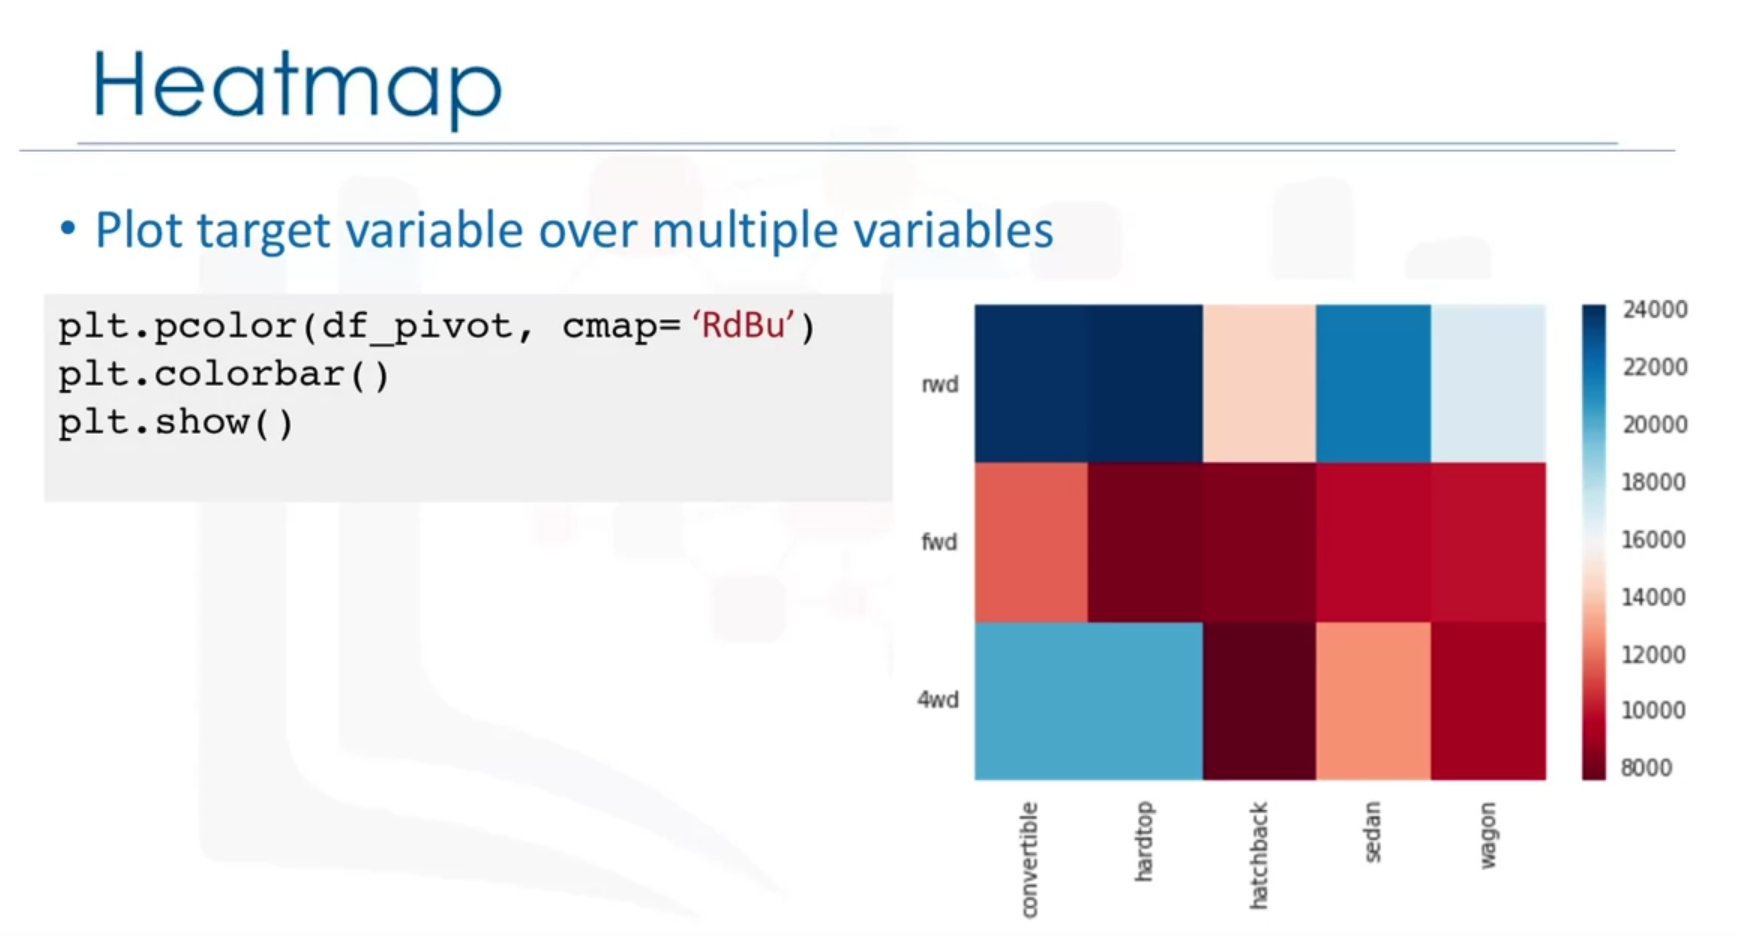 Heatmap
• Plot target variable over multiple variables
plt.pcolor(df_pivot, cmap= ‘RdBu’)
plt.colorbar()
plt.show()
rwd
fwd
4wd
convertible
hardtop
hatchback
sedan
wagon
24000
22000
20000
18000
16000
14000
12000
10000
8000